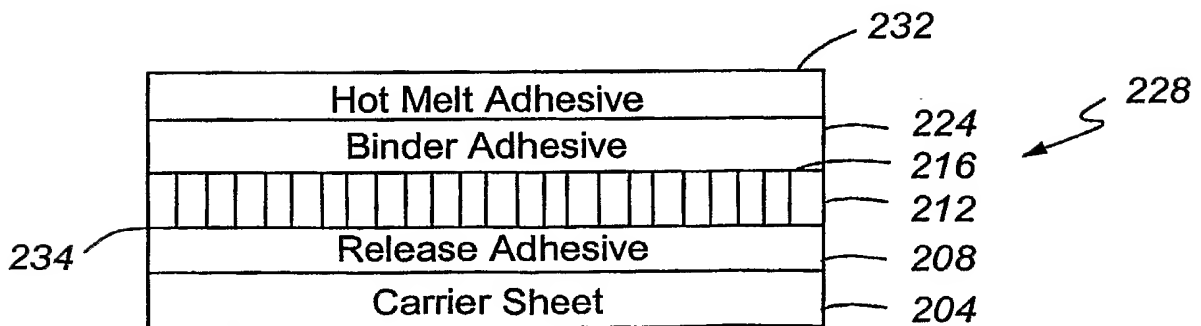 232
Hot Melt Adhesive
228
224
Binder Adhesive
216
212
234
Release Adhesive
208
Carrier Sheet
204